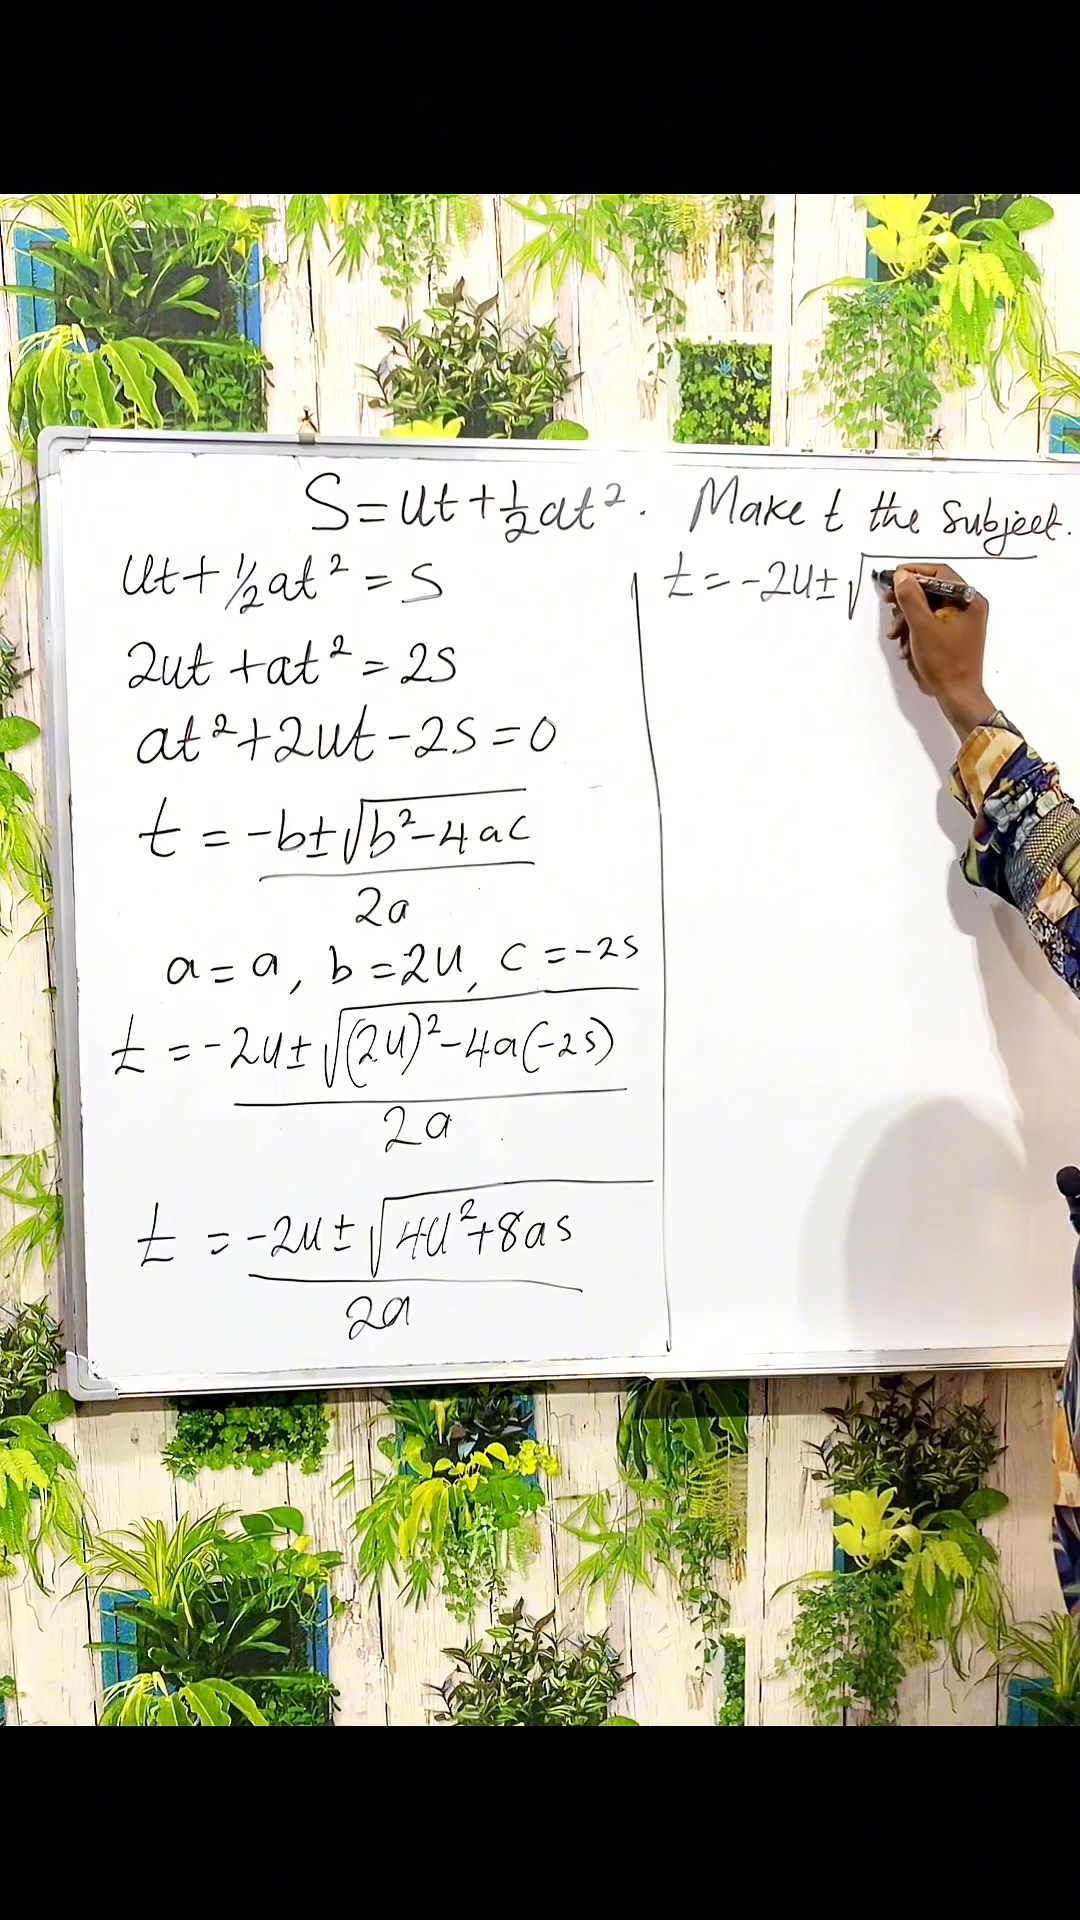 S = ut + ½at². Make t the subject.
ut + ½at² = S
2ut + at² = 2S
at² + 2ut - 2S = 0
t = -b ± √b² - 4ac
2a
a = a, b = 2u, c = -2s
t = -2u ± √(2u)² - 4a(-2s)
2a
t = -2u ± √4u² + 8as
2a
t = -2u ± √